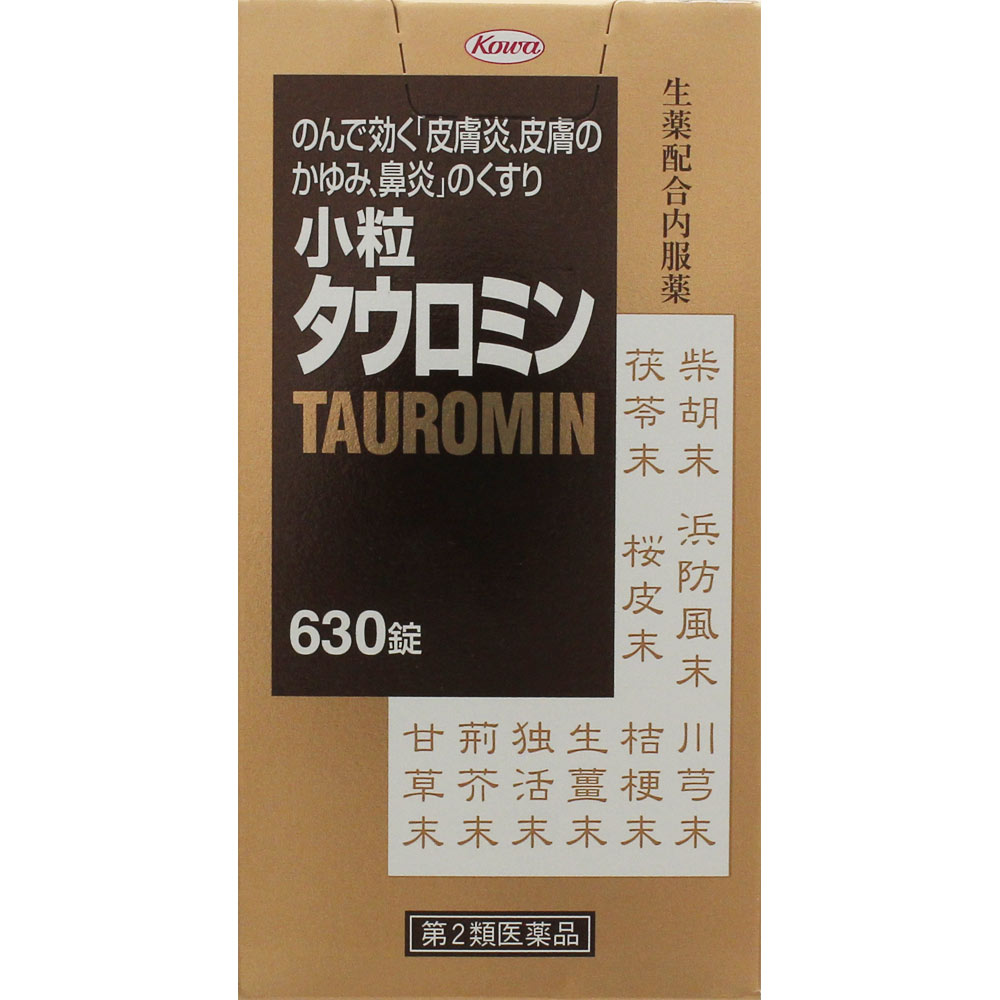 Kowa
のんで効く「皮膚炎、皮膚の
かゆみ、鼻炎」のくすり
小粒
タウロミン
TAUROMIN
630錠
生薬配合内服薬
柴胡末 浜防風末 川芎末
茯苓末 桜皮末 桔梗末
生薑末
独活末
荊芥末
甘草末
第2類医薬品